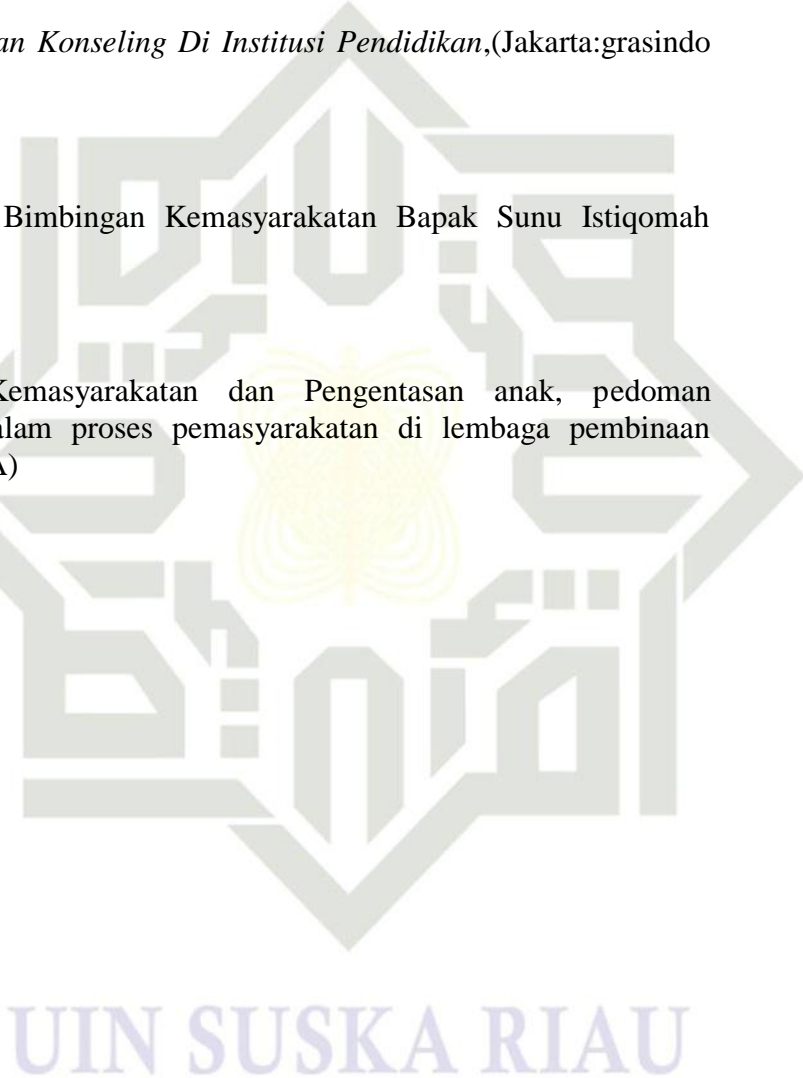 an Konseling Di Institusi Pendidikan,(Jakarta:grasindo
Bimbingan Kemasyarakatan Bapak Sunu Istiqomah
Kemasyarakatan dan Pengentasan anak, pedoman
alam proses pemasyarakatan di lembaga pembinaan
A)
UIN SUSKA RIAU